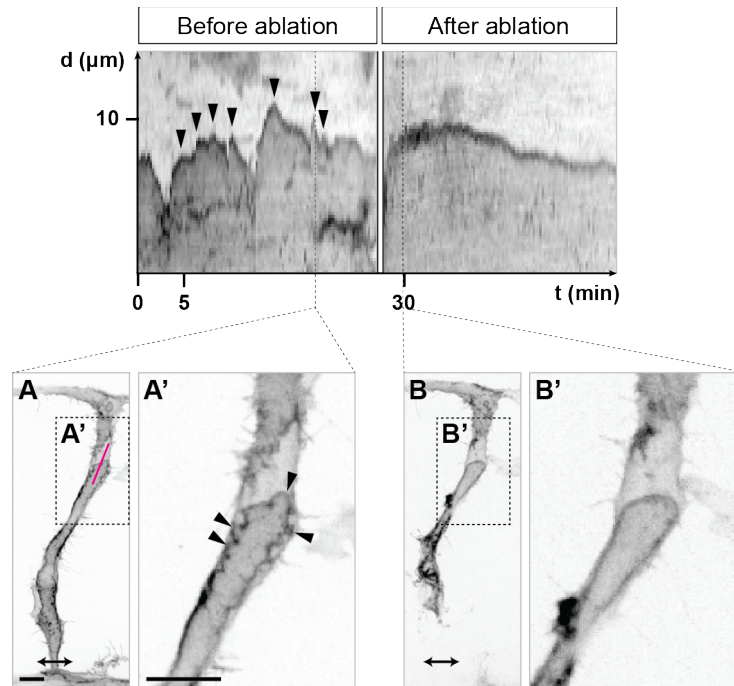 Before ablation
After ablation
d (µm)
10
0
5
30
t (min)
A
A'
A'
B
B'
B'